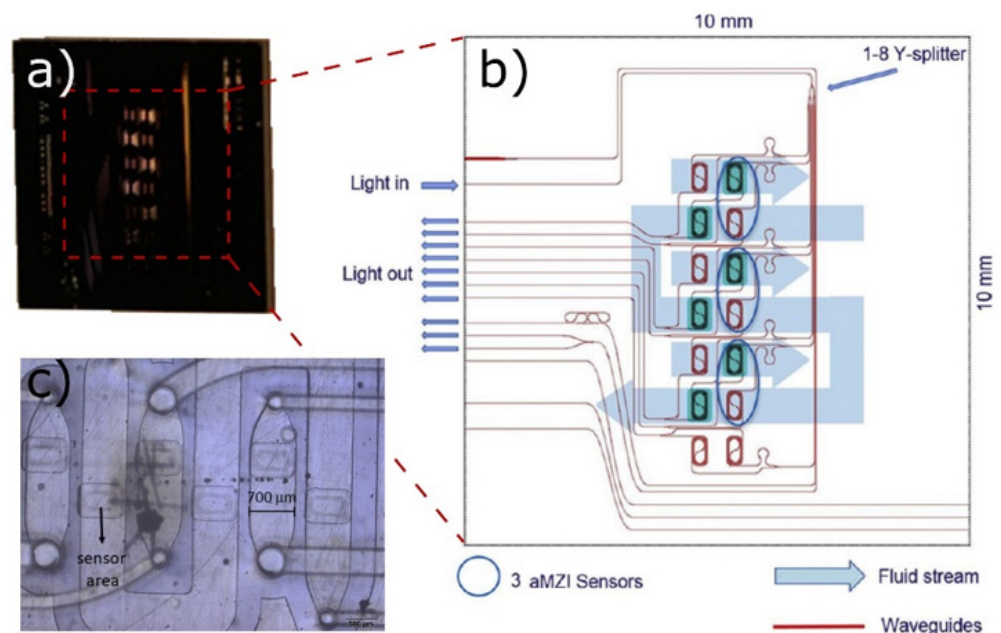 a)
b)
10 mm
1-8 Y-splitter
Light in
Light out
10 mm
c)
700 μm
sensor
area
3 aMZI Sensors
Fluid stream
Waveguides